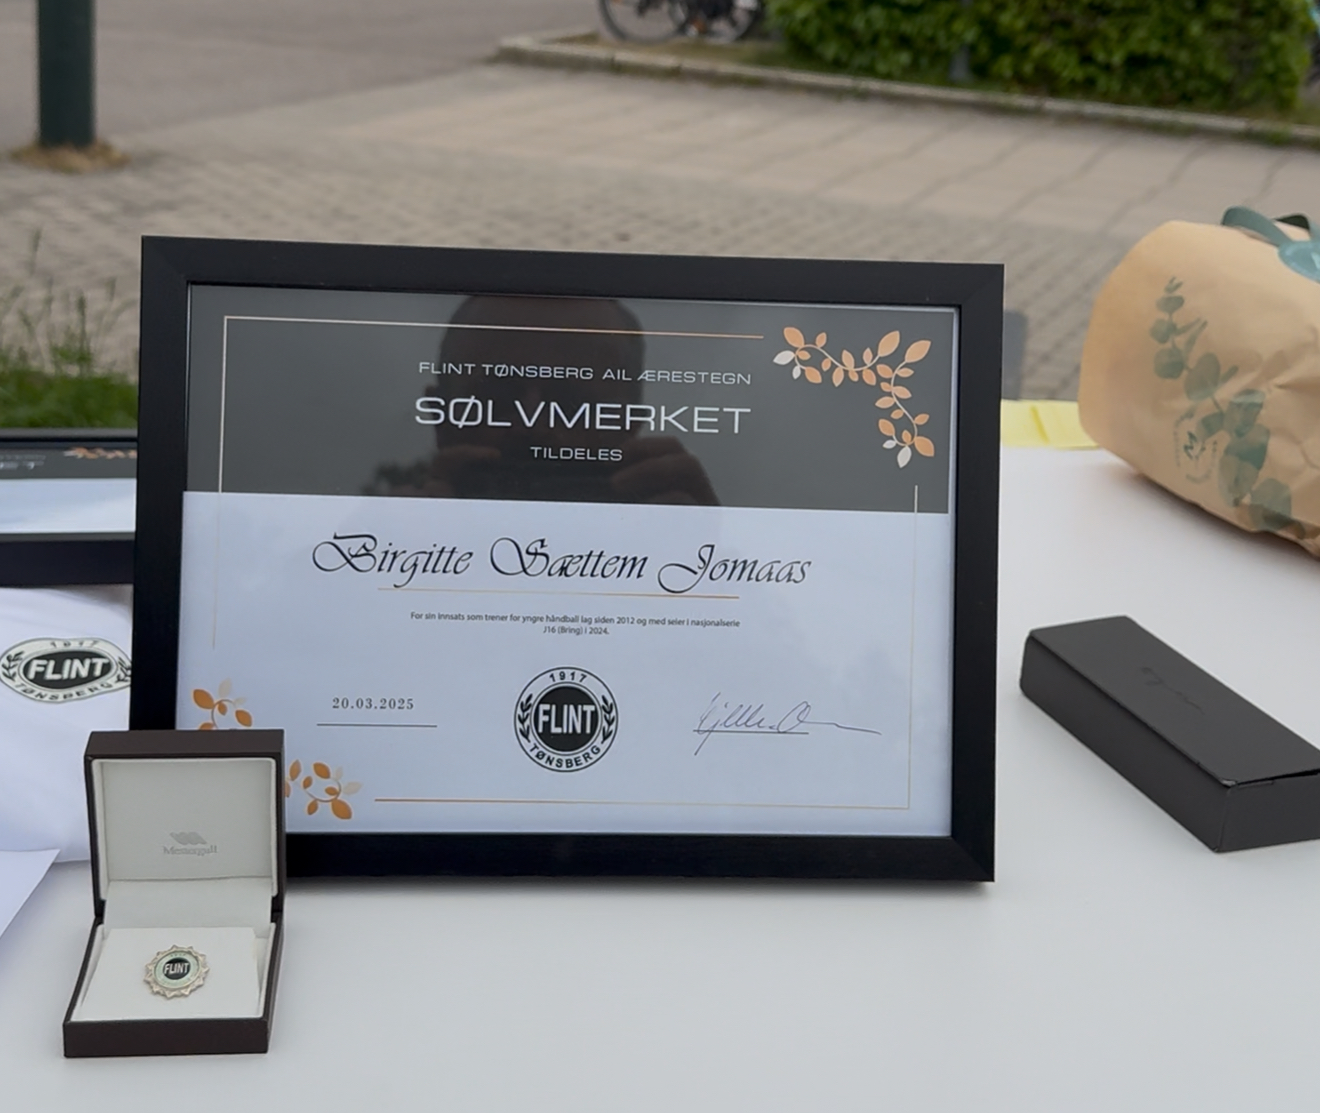 FLINT TØNSBERG AIL ÆRESTEGN
SØLVMERKET
TILDELES
Birgitte Sættem Jomaas
For sin innsats som trener for yngre håndball lag siden 2012 og med seier i nasjonalserie
J16 (Bring) i 2024.
20.03.2025
1917
FLINT
TØNSBERG
1917
FLINT
TØNSBERG
FLINT